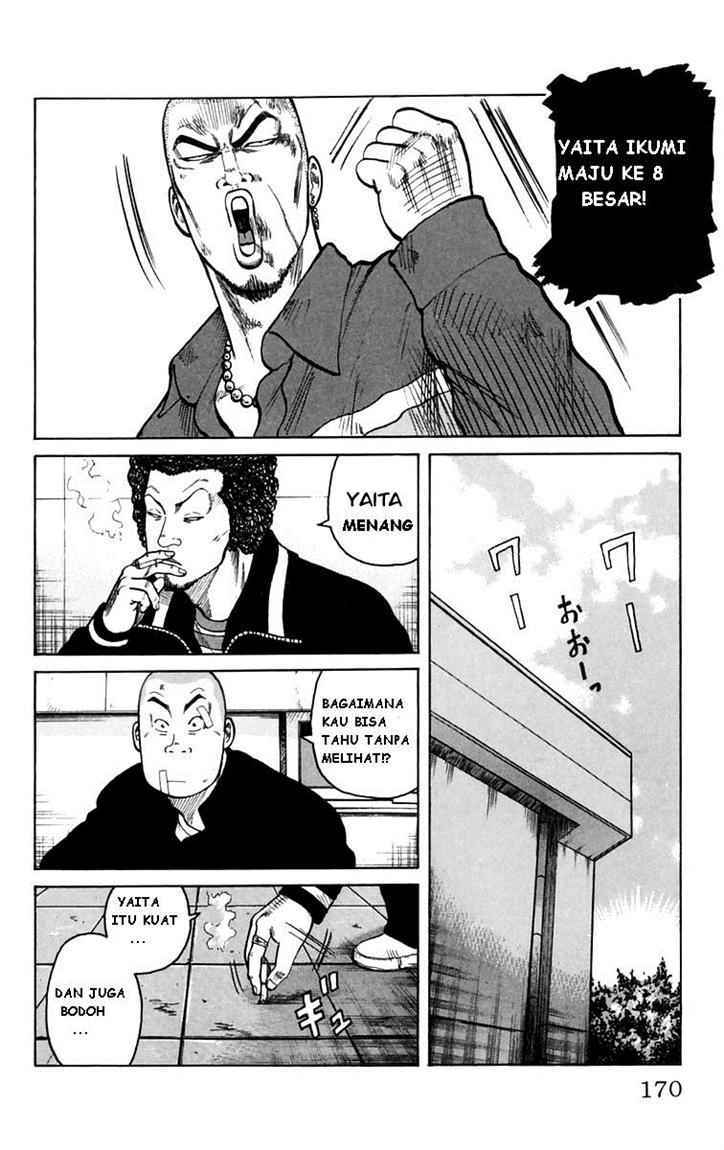 YAITA IKUMI
MAJU KE 8
BESAR!
ワー
ワー
おおーっ
YAITA
MENANG
BAGAIMANA
KAU BISA
TAHU TANPA
MELIHAT!?
YAITA
ITU KUAT
...
DAN JUGA
BODOH
...
ギュ
170